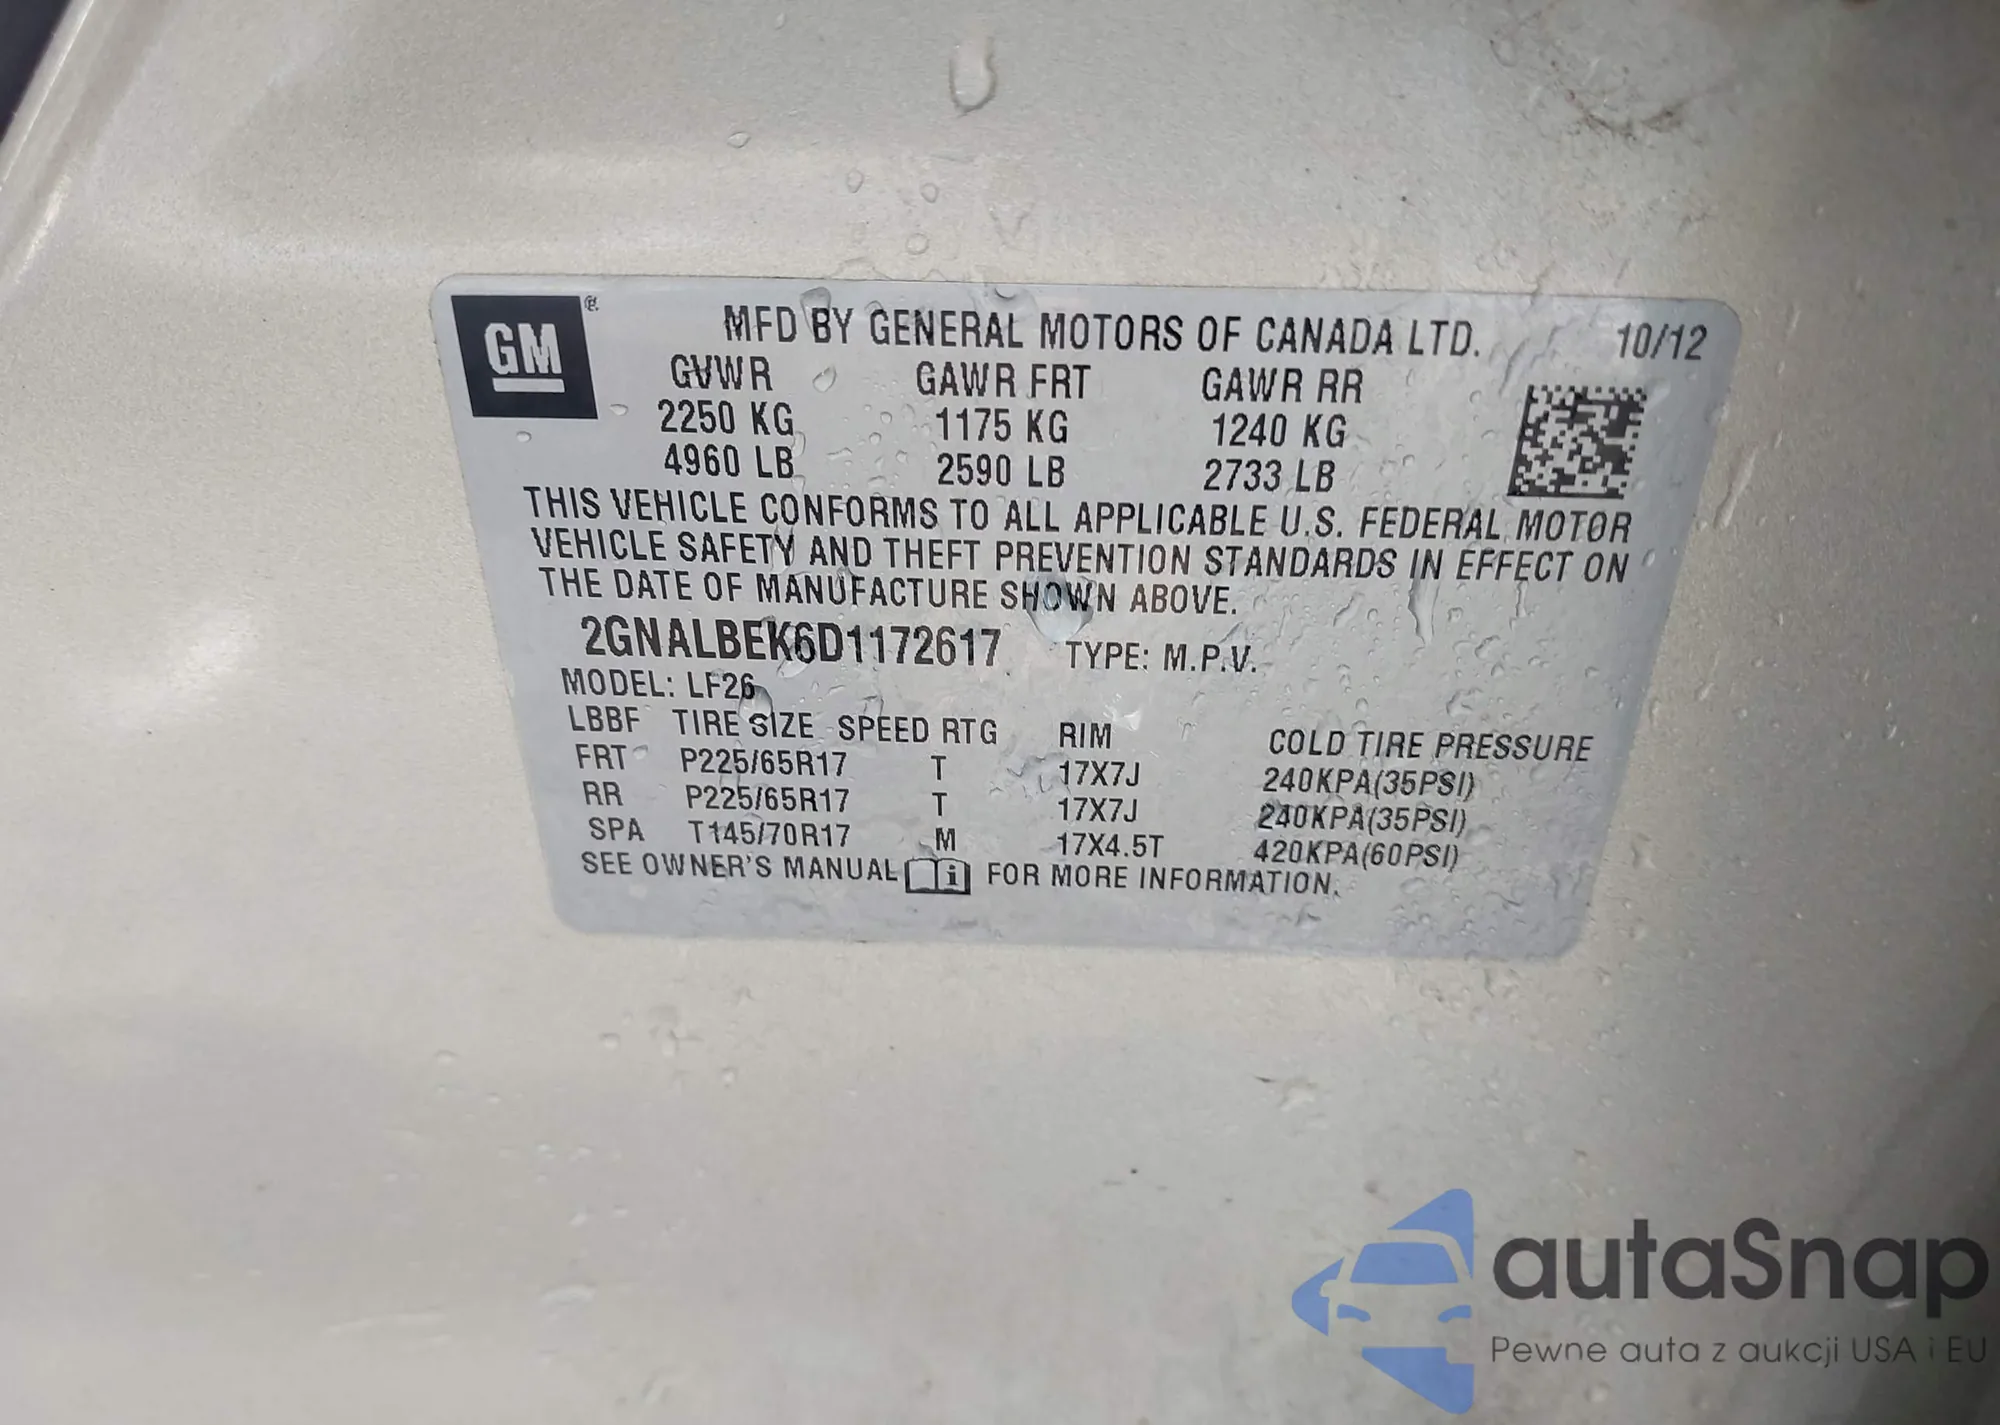 GM
MFD BY GENERAL MOTORS OF CANADA LTD. 10/12
GVWR GAWR FRT GAWR RR
2250 KG 1175 KG 1240 KG
4960 LB 2590 LB 2733 LB
THIS VEHICLE CONFORMS TO ALL APPLICABLE U.S. FEDERAL MOTOR
VEHICLE SAFETY AND THEFT PREVENTION STANDARDS IN EFFECT ON
THE DATE OF MANUFACTURE SHOWN ABOVE.
2GNALBEK6D1172617 TYPE: M.P.V.
MODEL: LF26
LBBF TIRE SIZE SPEED RTG RIM COLD TIRE PRESSURE
FRT P225/65R17 T 17X7J 240KPA(35PSI)
RR P225/65R17 T 17X7J 240KPA(35PSI)
SPA T145/70R17 M 17X4.5T 420KPA(60PSI)
SEE OWNER'S MANUAL i FOR MORE INFORMATION.
autaSnap
Pewne auta z aukcji USA i EU